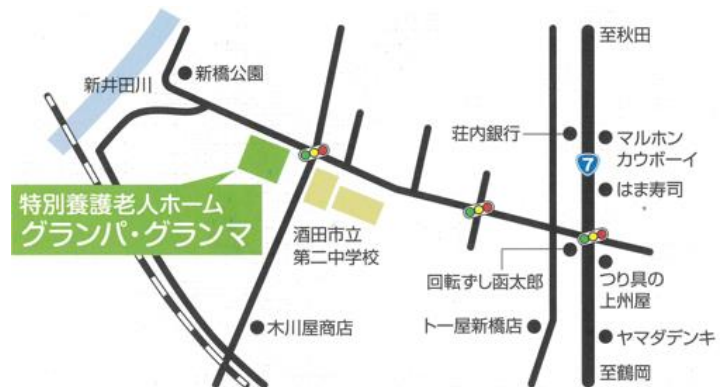 至秋田
新井田川
新橋公園
荘内銀行
マルホン
カウボーイ
7
はま寿司
特別養護老人ホーム
グランパ・グランマ
酒田市立
第二中学校
回転ずし函太郎
つり具の
上州屋
木川屋商店
トー屋新橋店
ヤマダデンキ
至鶴岡